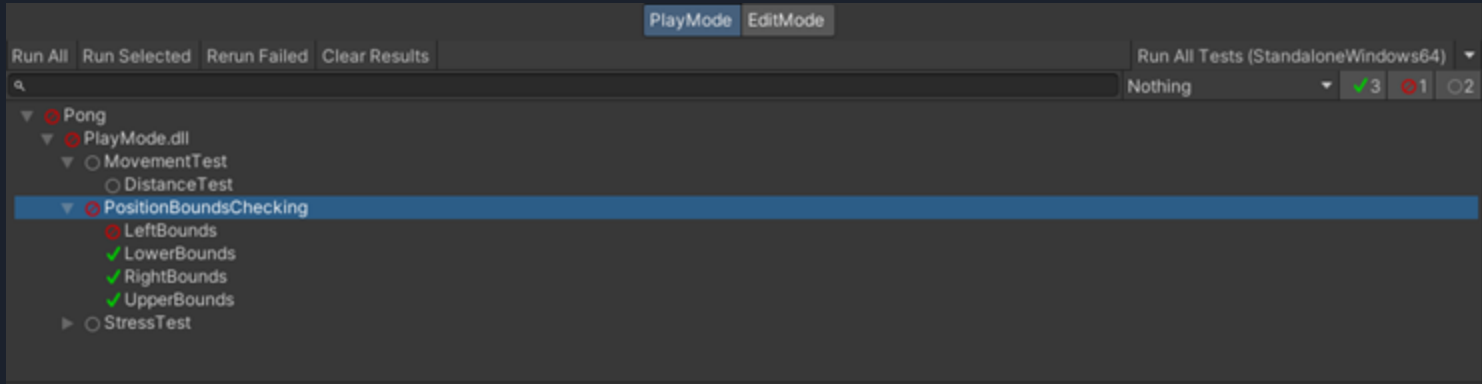 PlayMode EditMode
Run All Run Selected Rerun Failed Clear Results Run All Tests (StandaloneWindows64)
Nothing 3 1 2
Pong
PlayMode.dll
MovementTest
DistanceTest
PositionBoundsChecking
LeftBounds
LowerBounds
RightBounds
UpperBounds
StressTest